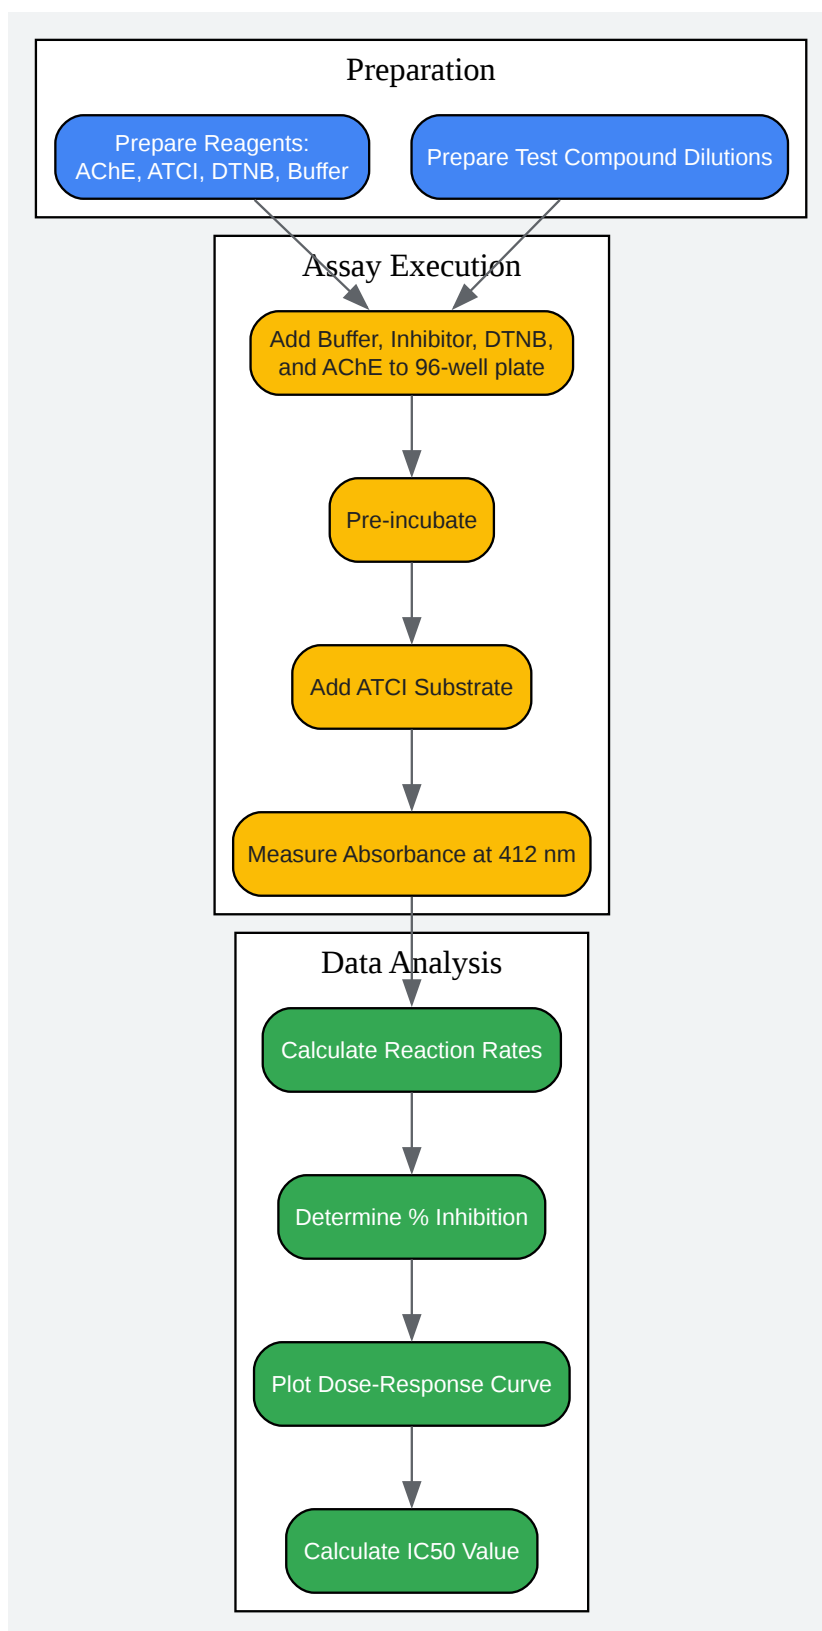 Preparation
Prepare Reagents:
AChE, ATCI, DTNB, Buffer
Prepare Test Compound Dilutions
Assay Execution
Add Buffer, Inhibitor, DTNB,
and AChE to 96-well plate
Pre-incubate
Add ATCI Substrate
Measure Absorbance at 412 nm
Data Analysis
Calculate Reaction Rates
Determine % Inhibition
Plot Dose-Response Curve
Calculate IC50 Value